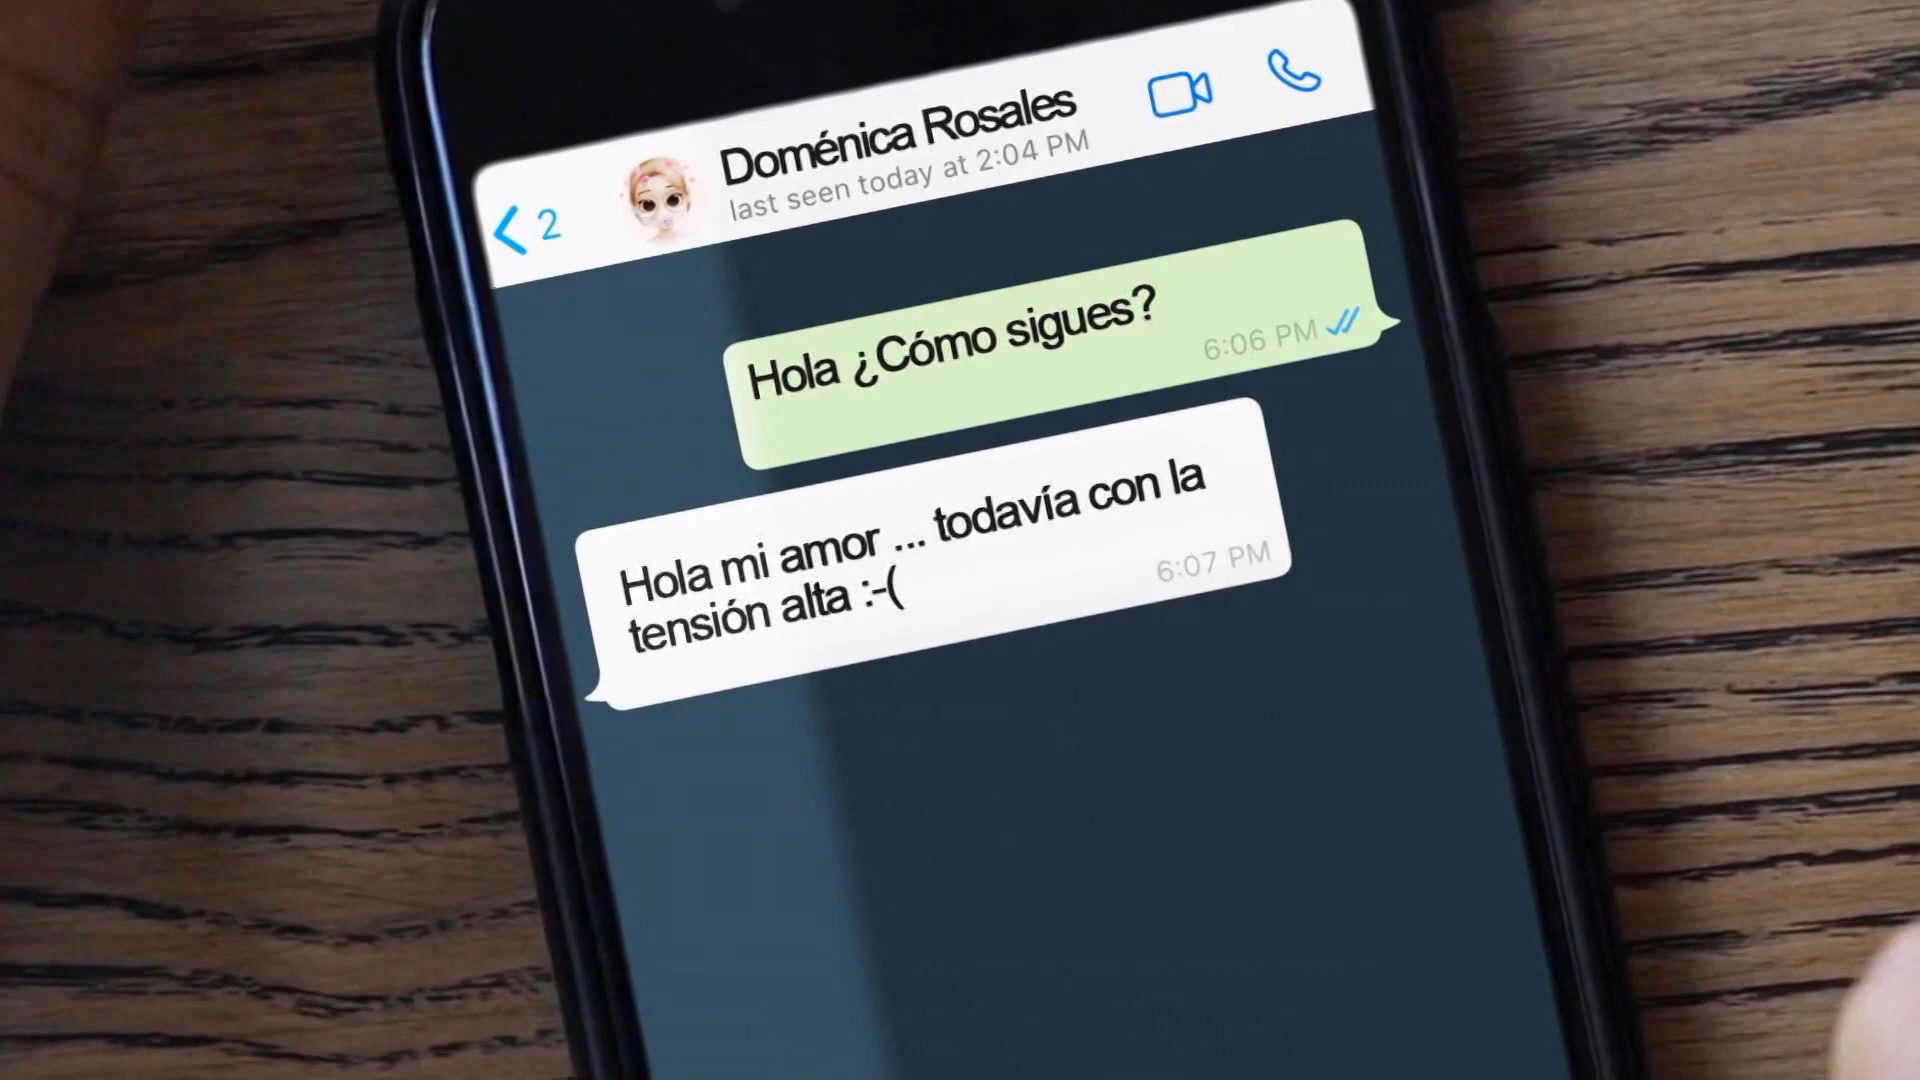 Doménica Rosales
last seen today at 2:04 PM
2
Hola ¿Cómo sigues?
6:06 PM
Hola mi amor ... todavía con la
tensión alta :-(
6:07 PM